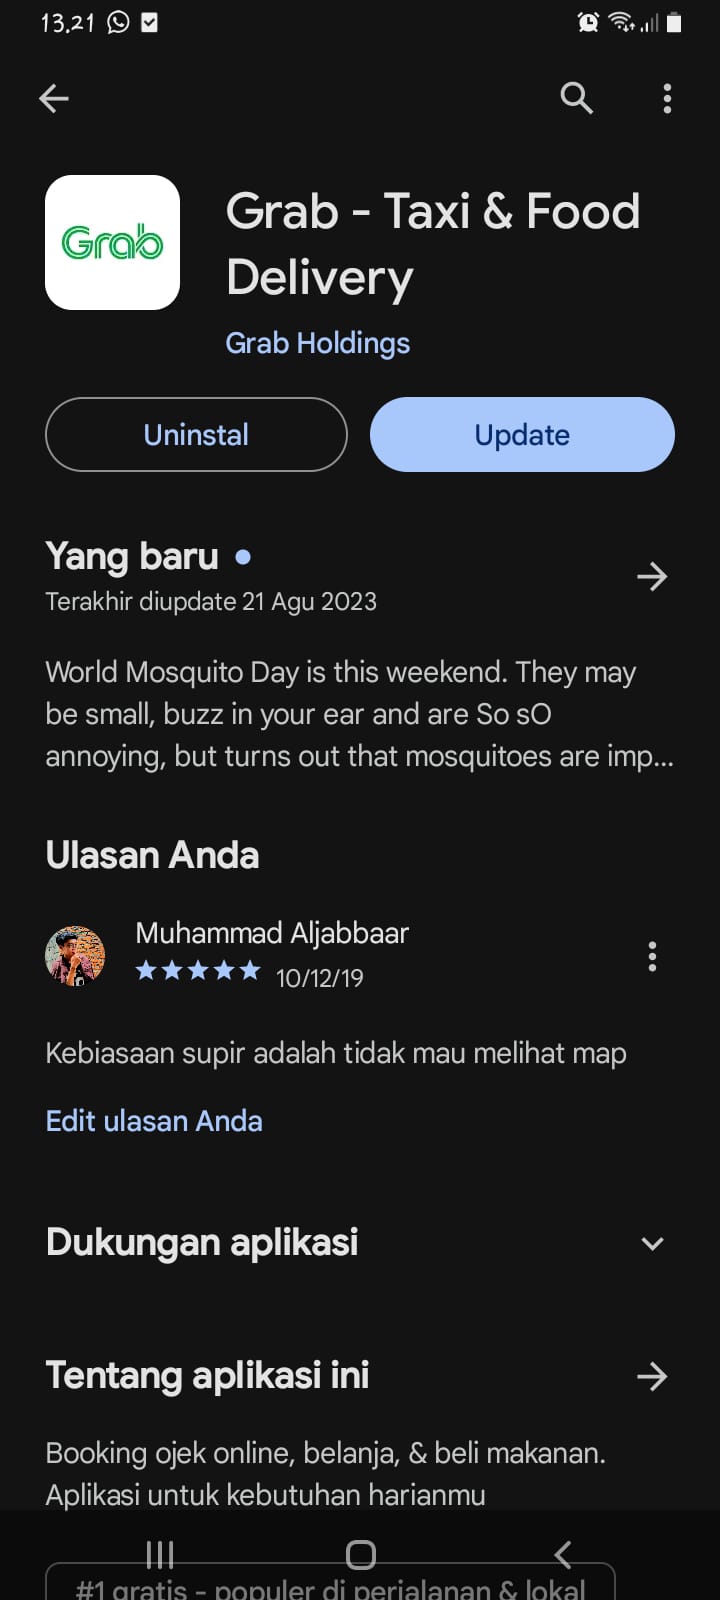 13.21
Grab
Grab - Taxi & Food
Delivery
Grab Holdings
Uninstal
Update
Yang baru
Terakhir diupdate 21 Agu 2023
World Mosquito Day is this weekend. They may
be small, buzz in your ear and are So sO
annoying, but turns out that mosquitoes are imp...
Ulasan Anda
Muhammad Aljabbaar
10/12/19
Kebiasaan supir adalah tidak mau melihat map
Edit ulasan Anda
Dukungan aplikasi
Tentang aplikasi ini
Booking ojek online, belanja, & beli makanan.
Aplikasi untuk kebutuhan harianmu
#1 gratis - populer di perjalanan & lokal